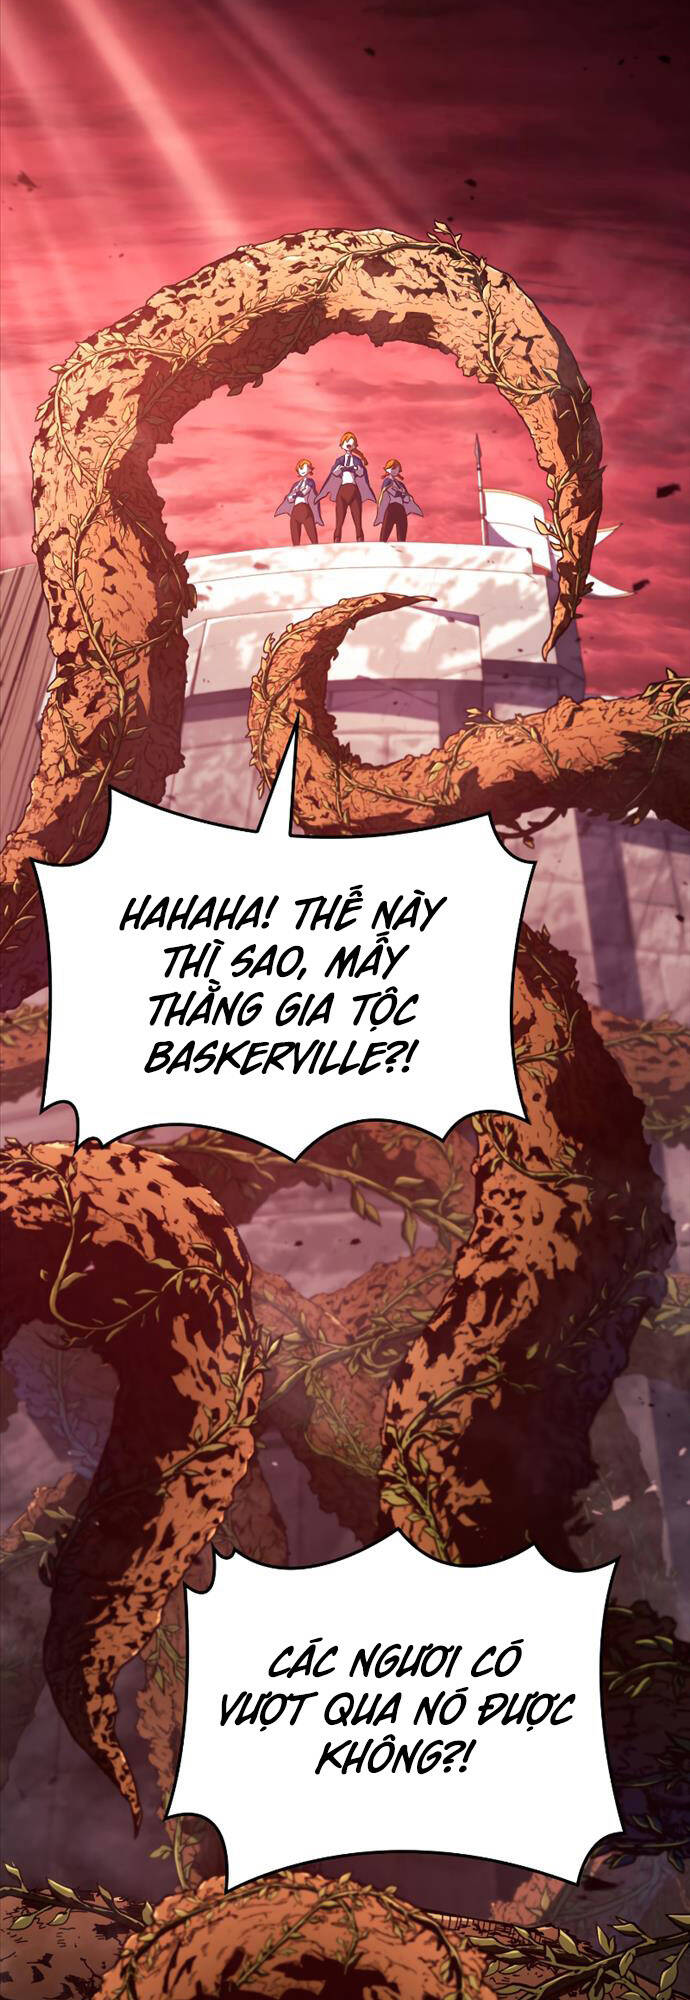 HAHAHA! THẾ NÀY
THÌ SAO, MẤY
THẰNG GIA TỘC
BASKERVILLE?!
CÁC NGƯƠI CÓ
VƯỢT QUA NÓ ĐƯỢC
KHÔNG?!